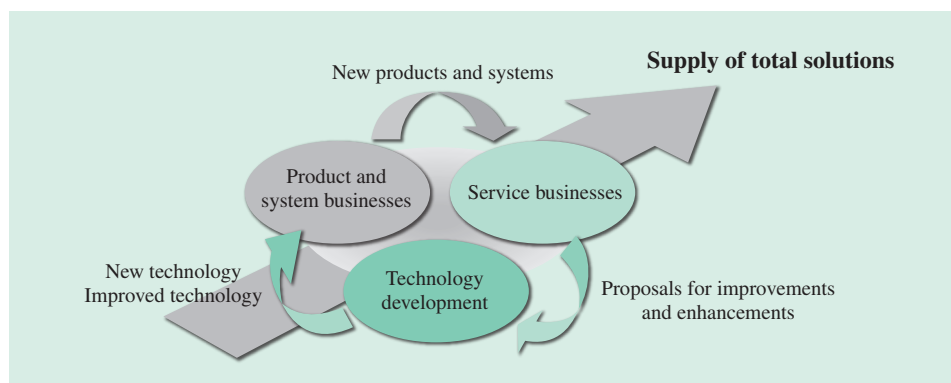 Supply of total solutions
New products and systems
Product and
system businesses
Service businesses
New technology
Improved technology
Technology
development
Proposals for improvements
and enhancements